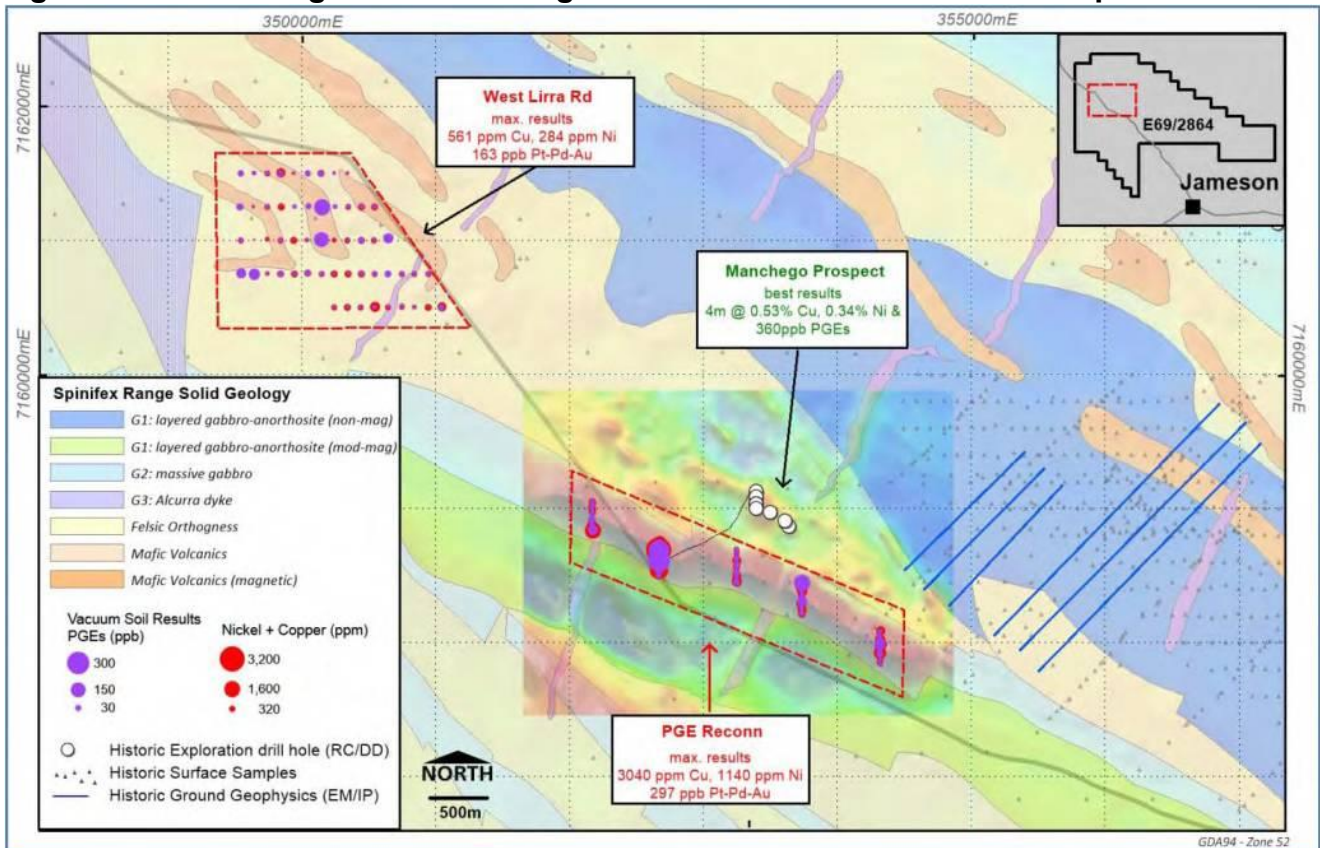 350000mE
355000mE
7162000mE
West Lirra Rd
max. results
561 ppm Cu, 284 ppm Ni
163 ppb Pt-Pd-Au
E69/2864
Jameson
Manchego Prospect
best results
4m @ 0.53% Cu, 0.34% Ni &
360ppb PGEs
7160000mE
7160000mE
Spinifex Range Solid Geology
G1: layered gabbro-anorthosite (non-mag)
G1: layered gabbro-anorthosite (mod-mag)
G2: massive gabbro
G3: Alcurra dyke
Felsic Orthogness
Mafic Volcanics
Mafic Volcanics (magnetic)
Vacuum Soil Results
PGEs (ppb)
Nickel + Copper (ppm)
300
3,200
150
1,600
30
320
Historic Exploration drill hole (RC/DD)
Historic Surface Samples
Historic Ground Geophysics (EM/IP)
NORTH
500m
PGE Reconn
max. results
3040 ppm Cu, 1140 ppm Ni
297 ppb Pt-Pd-Au
GDA94 - Zone 52